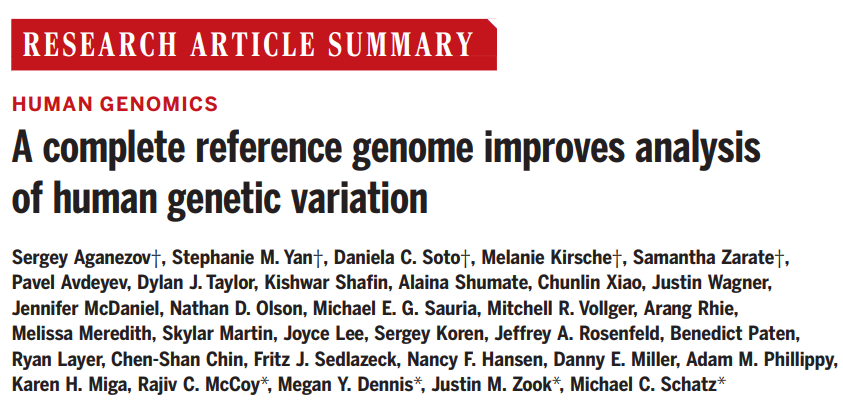 RESEARCH ARTICLE SUMMARY
HUMAN GENOMICS
A complete reference genome improves analysis
of human genetic variation
Sergey Aganezov†, Stephanie M. Yan†, Daniela C. Soto†, Melanie Kirsche†, Samantha Zarate†,
Pavel Avdeyev, Dylan J. Taylor, Kishwar Shafin, Alaina Shumate, Chunlin Xiao, Justin Wagner,
Jennifer McDaniel, Nathan D. Olson, Michael E. G. Sauria, Mitchell R. Vollger, Arang Rhie,
Melissa Meredith, Skylar Martin, Joyce Lee, Sergey Koren, Jeffrey A. Rosenfeld, Benedict Paten,
Ryan Layer, Chen-Shan Chin, Fritz J. Sedlazeck, Nancy F. Hansen, Danny E. Miller, Adam M. Phillippy,
Karen H. Miga, Rajiv C. McCoy*, Megan Y. Dennis*, Justin M. Zook*, Michael C. Schatz*